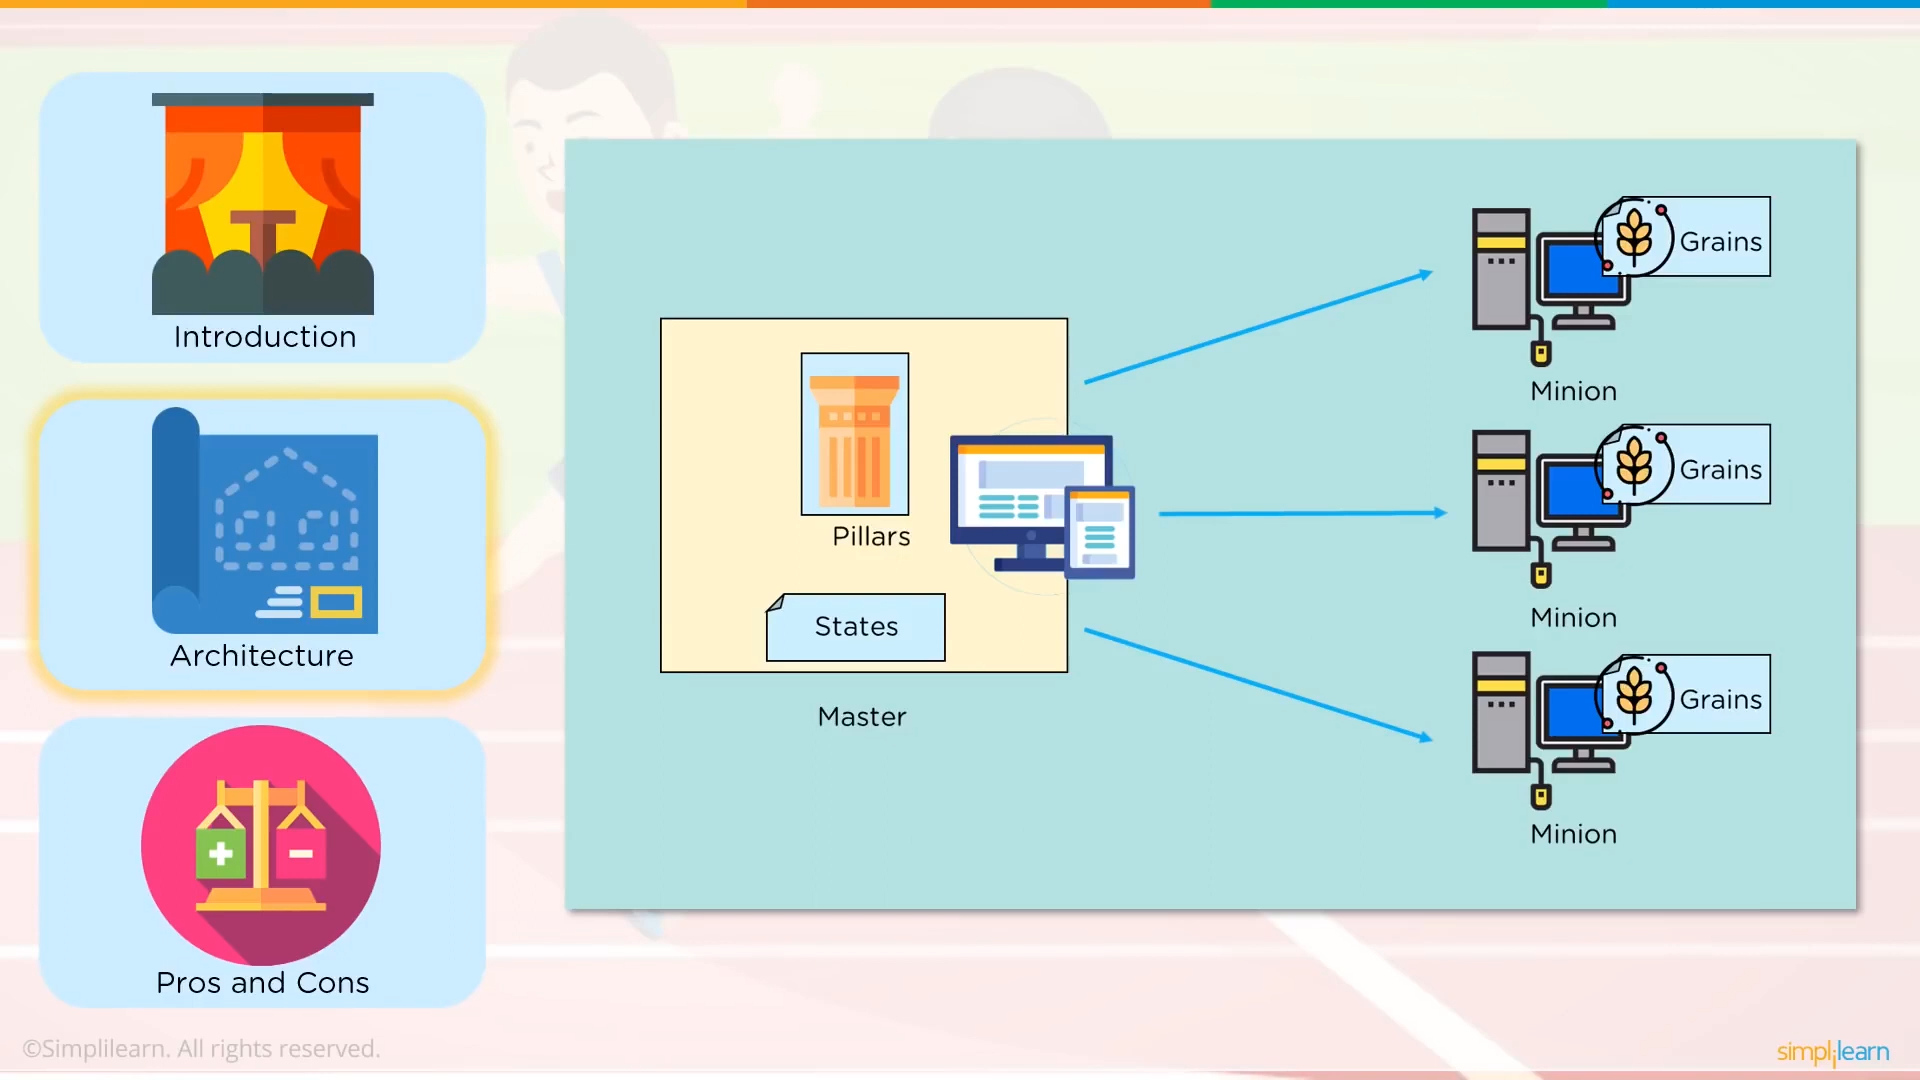 Introduction
Architecture
Pros and Cons
Pillars
States
Master
Grains
Minion
Grains
Minion
Grains
Minion
©Simplilearn. All rights reserved.
simplilearn